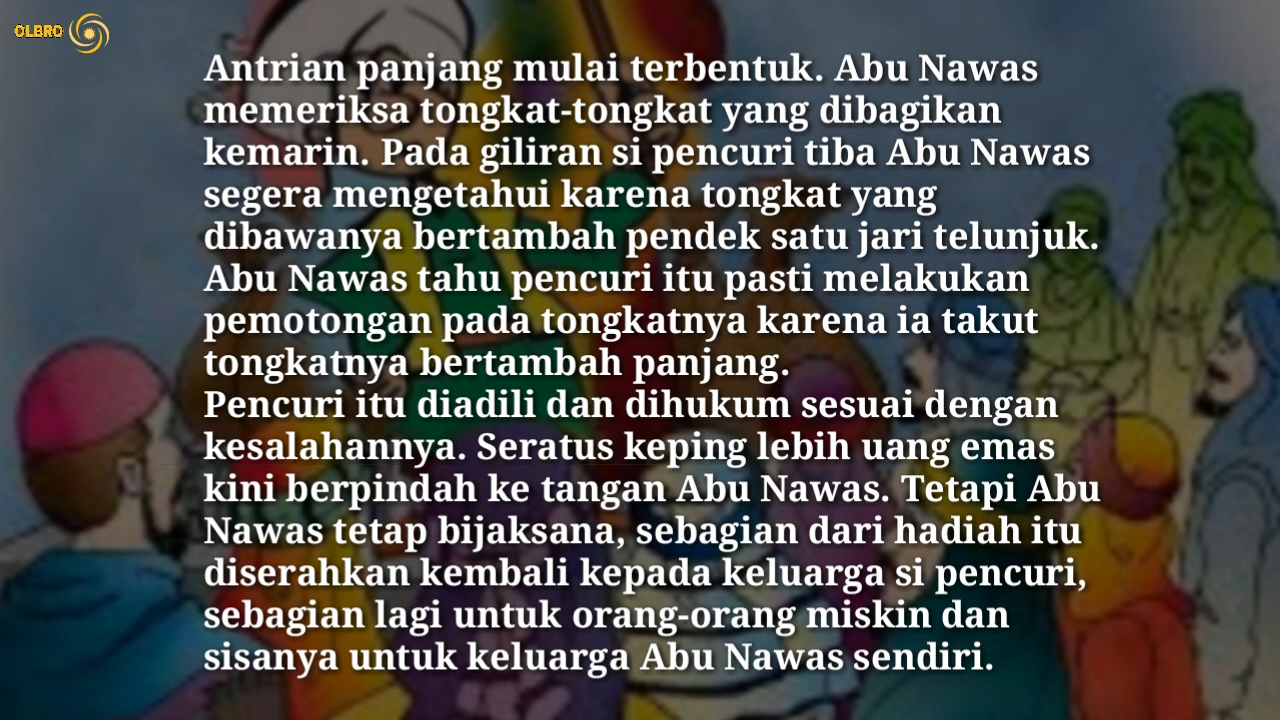 OLBRO
Antrian panjang mulai terbentuk. Abu Nawas
memeriksa tongkat-tongkat yang dibagikan
kemarin. Pada giliran si pencuri tiba Abu Nawas
segera mengetahui karena tongkat yang
dibawanya bertambah pendek satu jari telunjuk.
Abu Nawas tahu pencuri itu pasti melakukan
pemotongan pada tongkatnya karena ia takut
tongkatnya bertambah panjang.
Pencuri itu diadili dan dihukum sesuai dengan
kesalahannya. Seratus keping lebih uang emas
kini berpindah ke tangan Abu Nawas. Tetapi Abu
Nawas tetap bijaksana, sebagian dari hadiah itu
diserahkan kembali kepada keluarga si pencuri,
sebagian lagi untuk orang-orang miskin dan
sisanya untuk keluarga Abu Nawas sendiri.